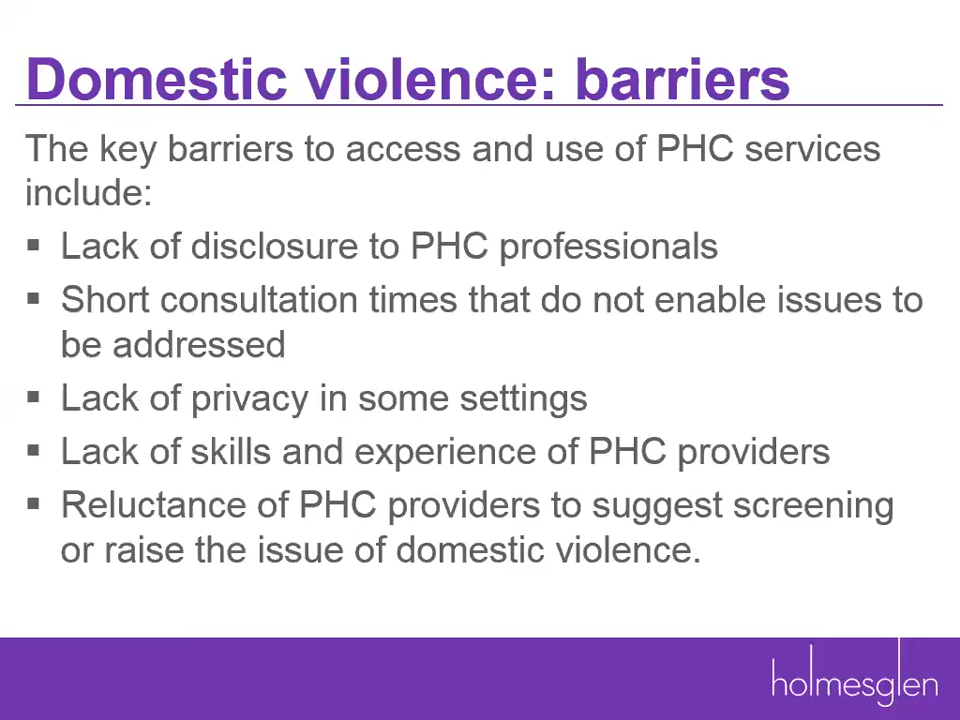 Domestic violence: barriers
The key barriers to access and use of PHC services
include:
▪ Lack of disclosure to PHC professionals
▪ Short consultation times that do not enable issues to
be addressed
▪ Lack of privacy in some settings
▪ Lack of skills and experience of PHC providers
▪ Reluctance of PHC providers to suggest screening
or raise the issue of domestic violence.
holmesglen